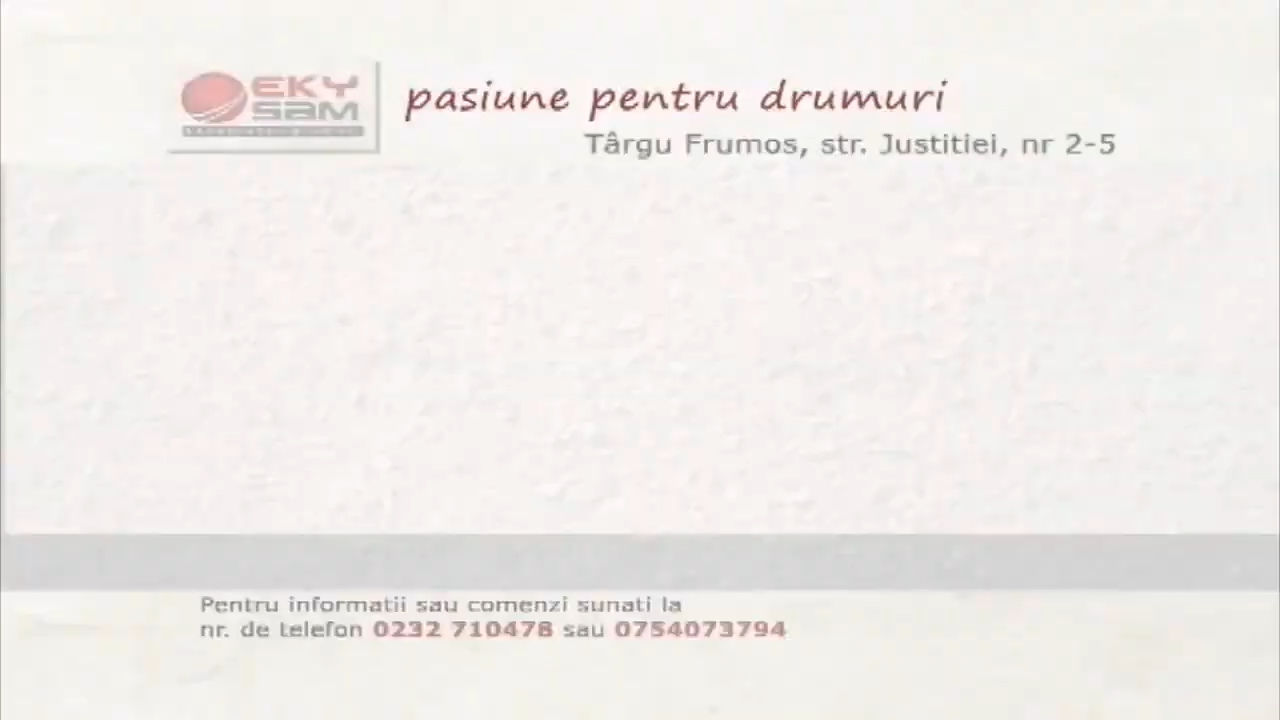 EKY
sam
pasiune pentru drumuri
Târgu Frumos, str. Justitiei, nr 2-5
Pentru informatii sau comenzi sunati la
nr. de telefon 0232 710478 sau 0754073794